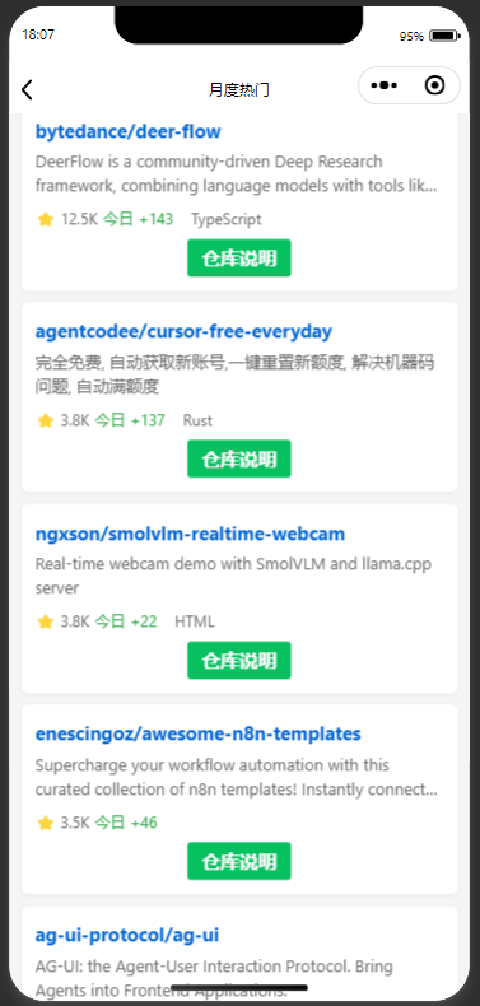 18:07
95%
月度热门
bytedance/deer-flow
DeerFlow is a community-driven Deep Research
framework, combining language models with tools lik...
12.5K 今日 +143 TypeScript
仓库说明
agentcodee/cursor-free-everyday
完全免费, 自动获取新账号,一键重置新额度, 解决机器码
问题, 自动满额度
3.8K 今日 +137 Rust
仓库说明
ngxson/smolvlm-realtime-webcam
Real-time webcam demo with SmolVLM and llama.cpp
server
3.8K 今日 +22 HTML
仓库说明
enescingoz/awesome-n8n-templates
Supercharge your workflow automation with this
curated collection of n8n templates! Instantly connect...
3.5K 今日 +46
仓库说明
ag-ui-protocol/ag-ui
AG-UI: the Agent-User Interaction Protocol. Bring
Agents into Frontend Applications.